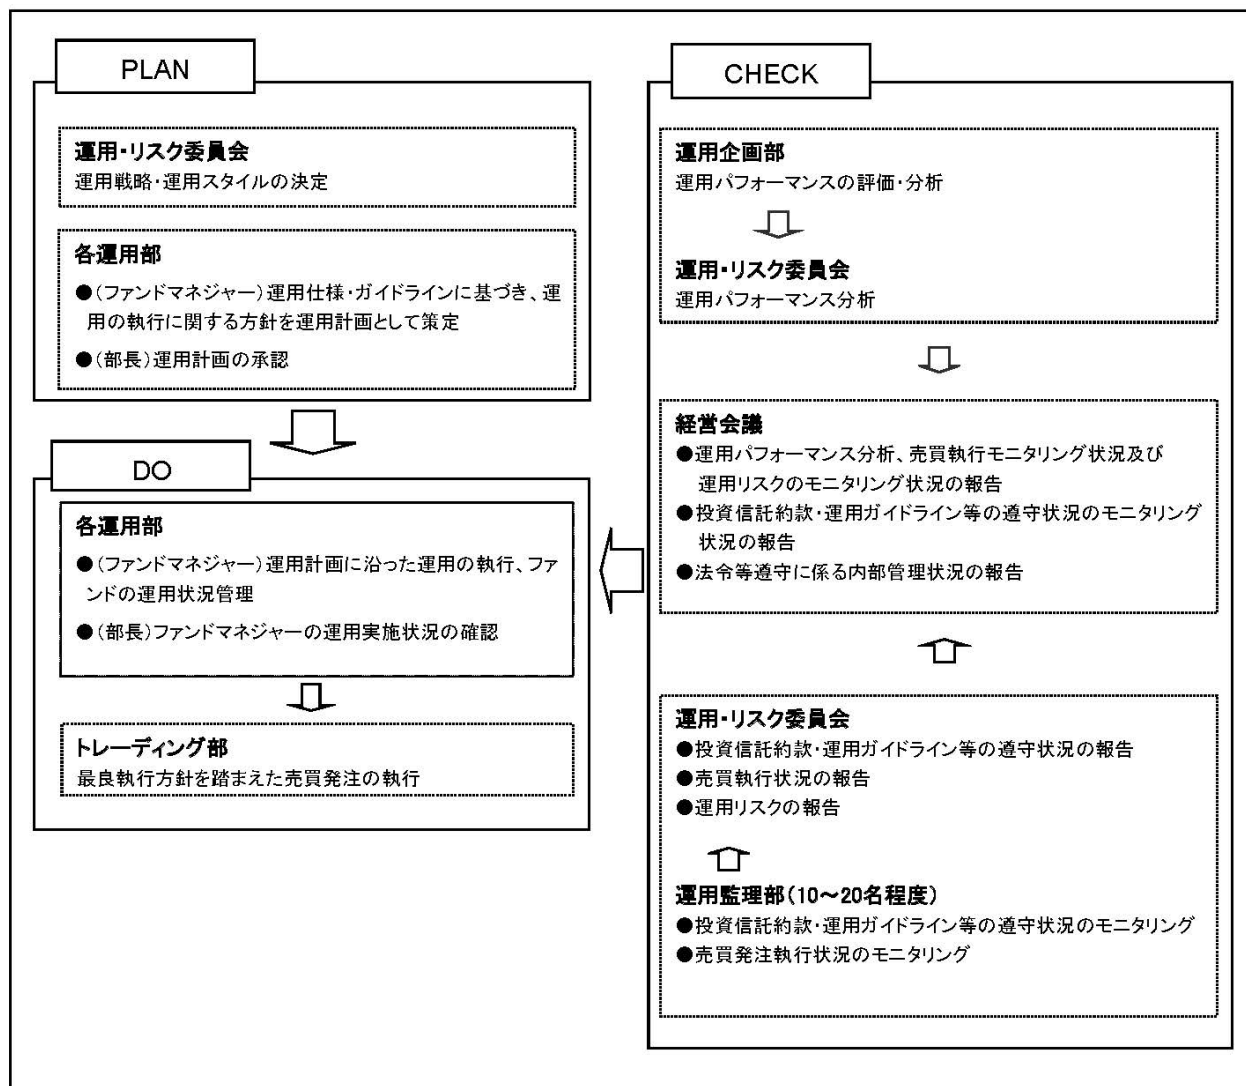 PLAN
運用・リスク委員会
運用戦略・運用スタイルの決定
各運用部
●(ファンドマネジャー)運用仕様・ガイドラインに基づき、運
用の執行に関する方針を運用計画として策定
●(部長)運用計画の承認
DO
各運用部
●(ファンドマネジャー)運用計画に沿った運用の執行、ファ
ンドの運用状況管理
●(部長)ファンドマネジャーの運用実施状況の確認
トレーディング部
最良執行方針を踏まえた売買発注の執行
CHECK
運用企画部
運用パフォーマンスの評価・分析
運用・リスク委員会
運用パフォーマンス分析
経営会議
●運用パフォーマンス分析、売買執行モニタリング状況及び
運用リスクのモニタリング状況の報告
●投資信託約款・運用ガイドライン等の遵守状況のモニタリング
状況の報告
●法令等遵守に係る内部管理状況の報告
運用・リスク委員会
●投資信託約款・運用ガイドライン等の遵守状況の報告
●売買執行状況の報告
●運用リスクの報告
運用監理部(10～20名程度)
●投資信託約款・運用ガイドライン等の遵守状況のモニタリング
●売買発注執行状況のモニタリング